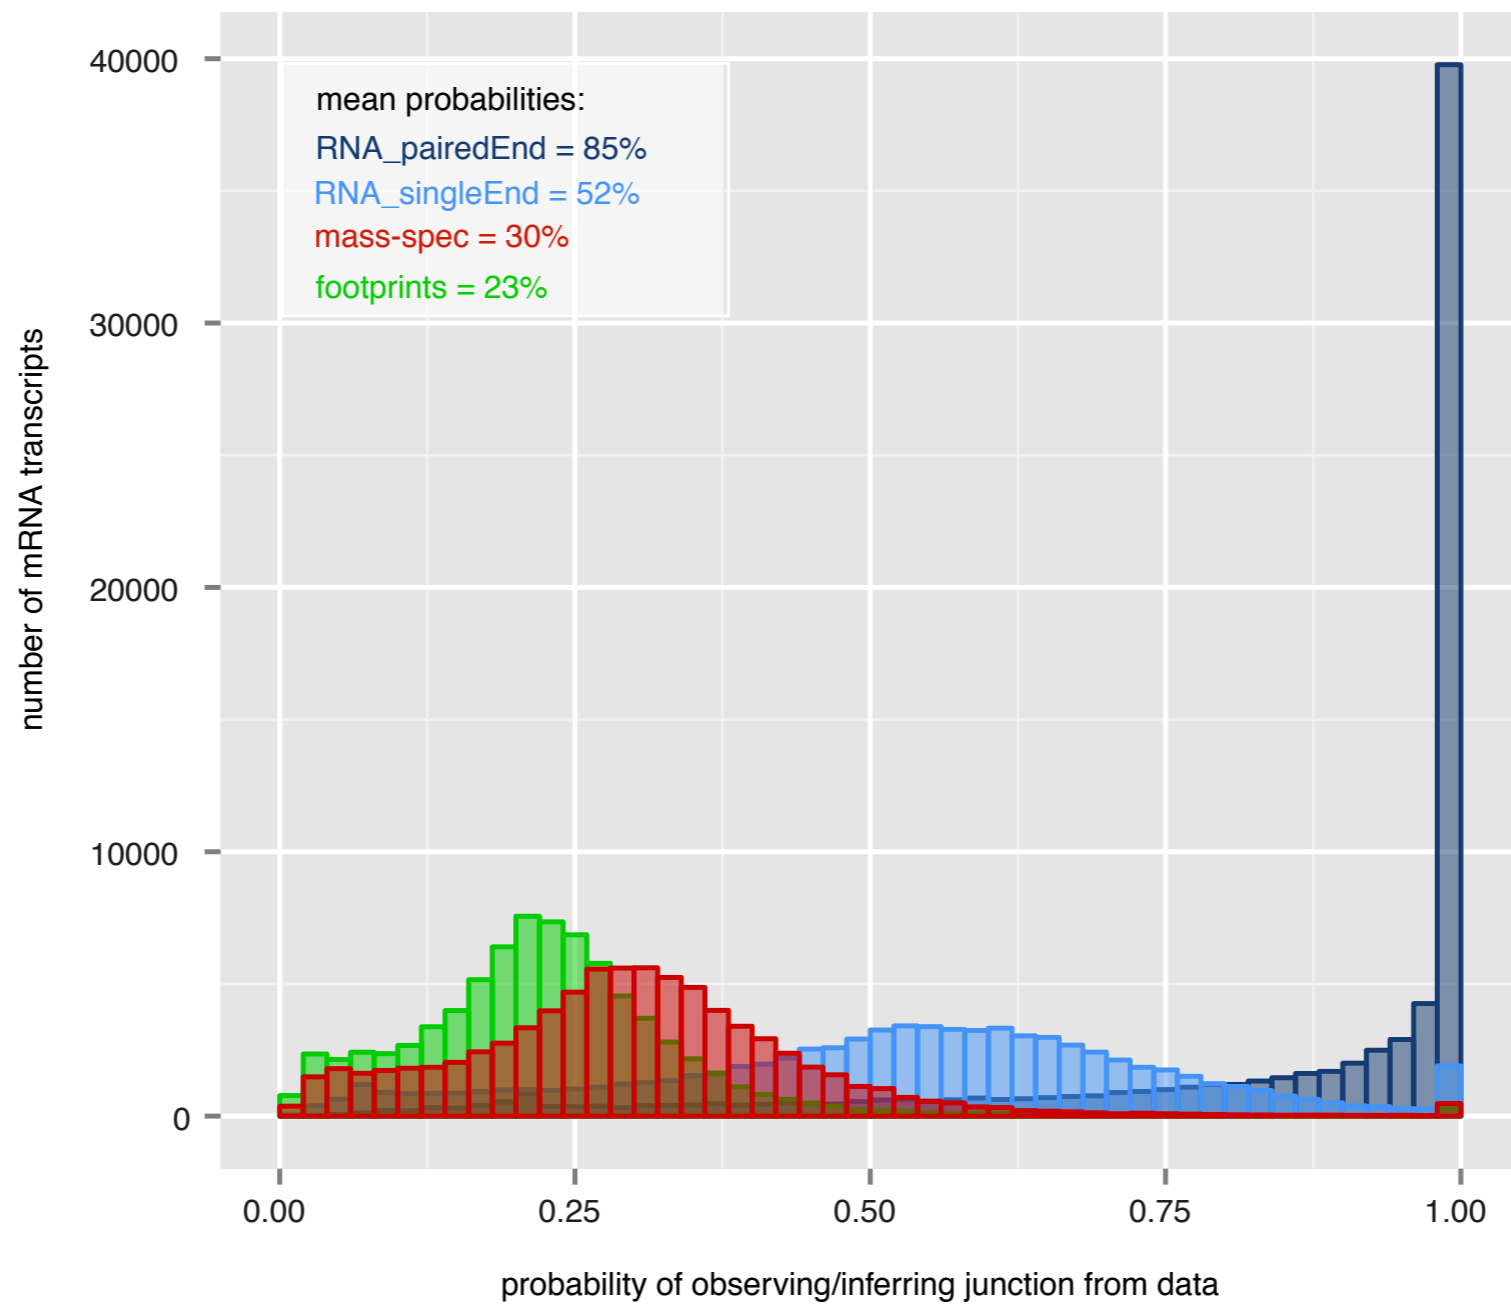 40000
30000
20000
10000
0
number of mRNA transcripts
mean probabilities:
RNA_pairedEnd = 85%
RNA_singleEnd = 52%
mass-spec = 30%
footprints = 23%
0.00 0.25 0.50 0.75 1.00
probability of observing/inferring junction from data